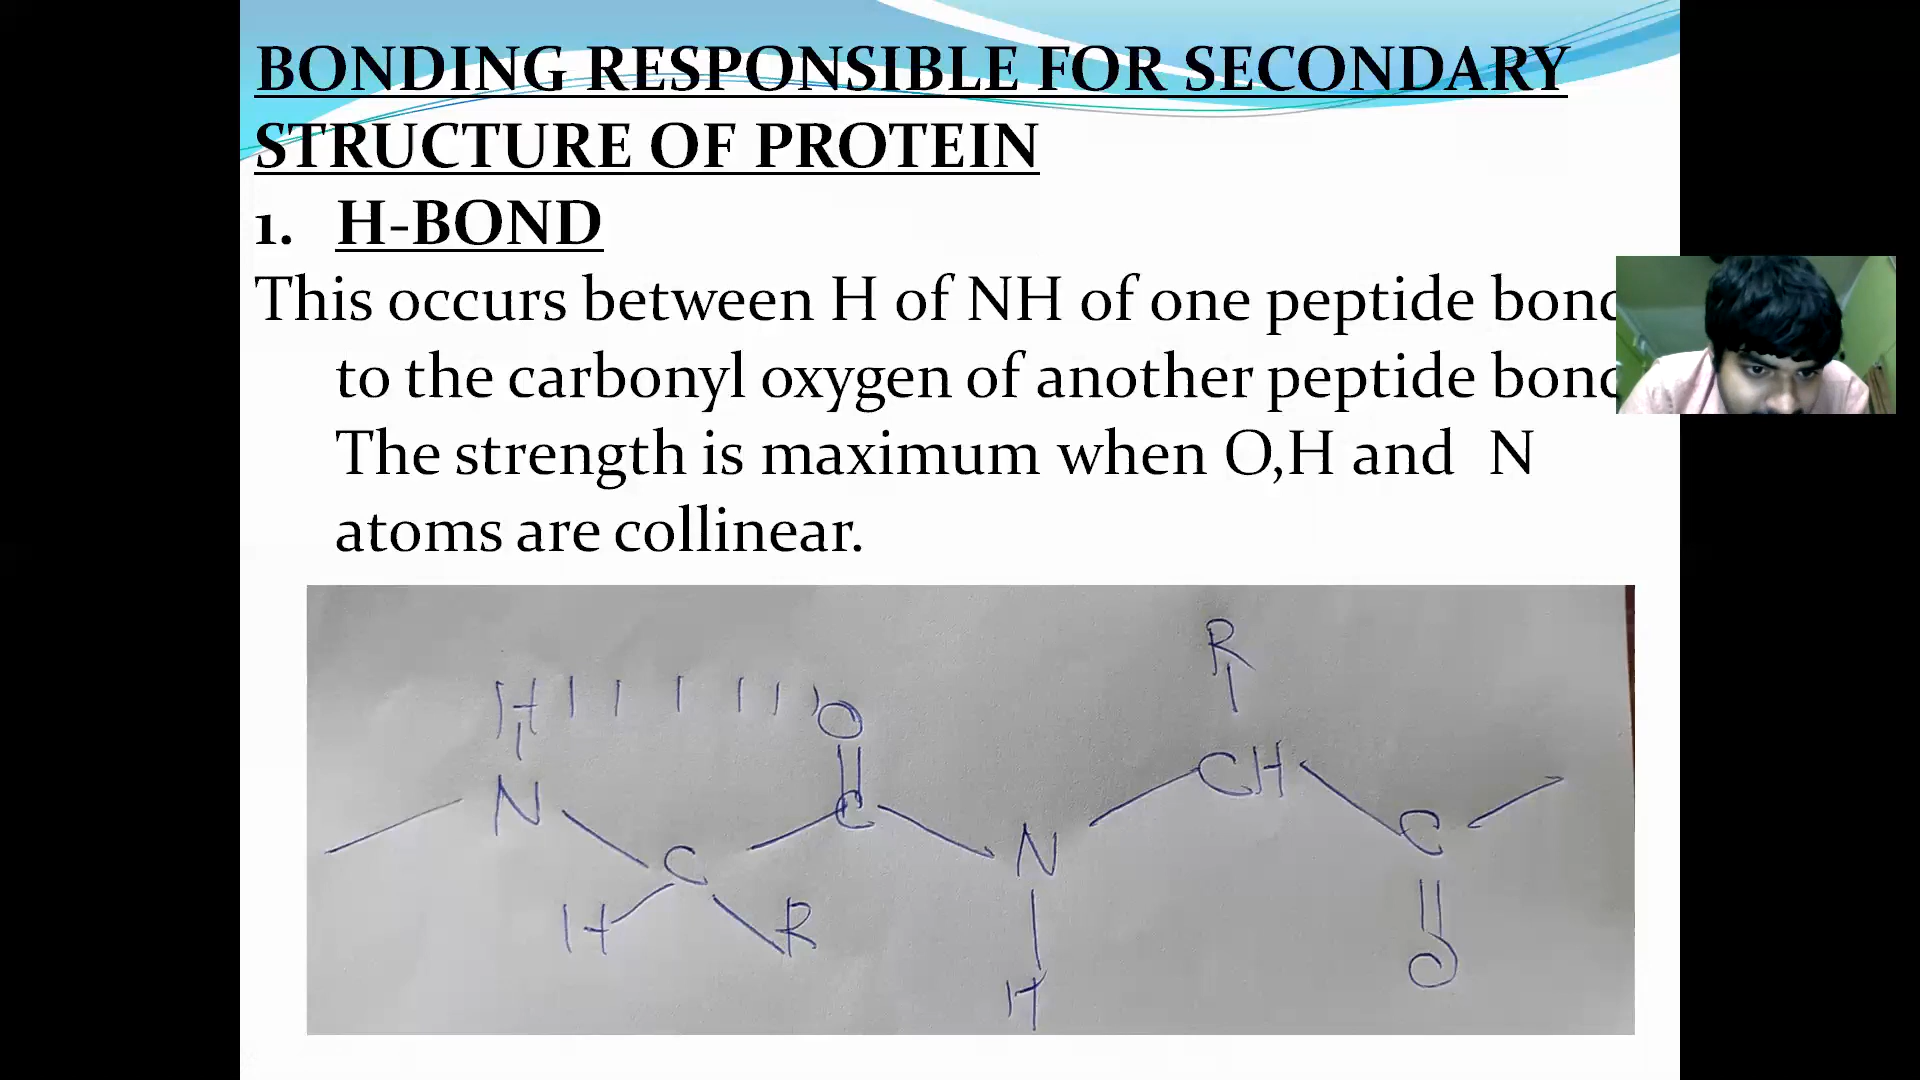 BONDING RESPONSIBLE FOR SECONDARY
STRUCTURE OF PROTEIN
1. H-BOND
This occurs between H of NH of one peptide bond
to the carbonyl oxygen of another peptide bond
The strength is maximum when O,H and N
atoms are collinear.
R
H O
CH
N C N C
C
H R
O
H